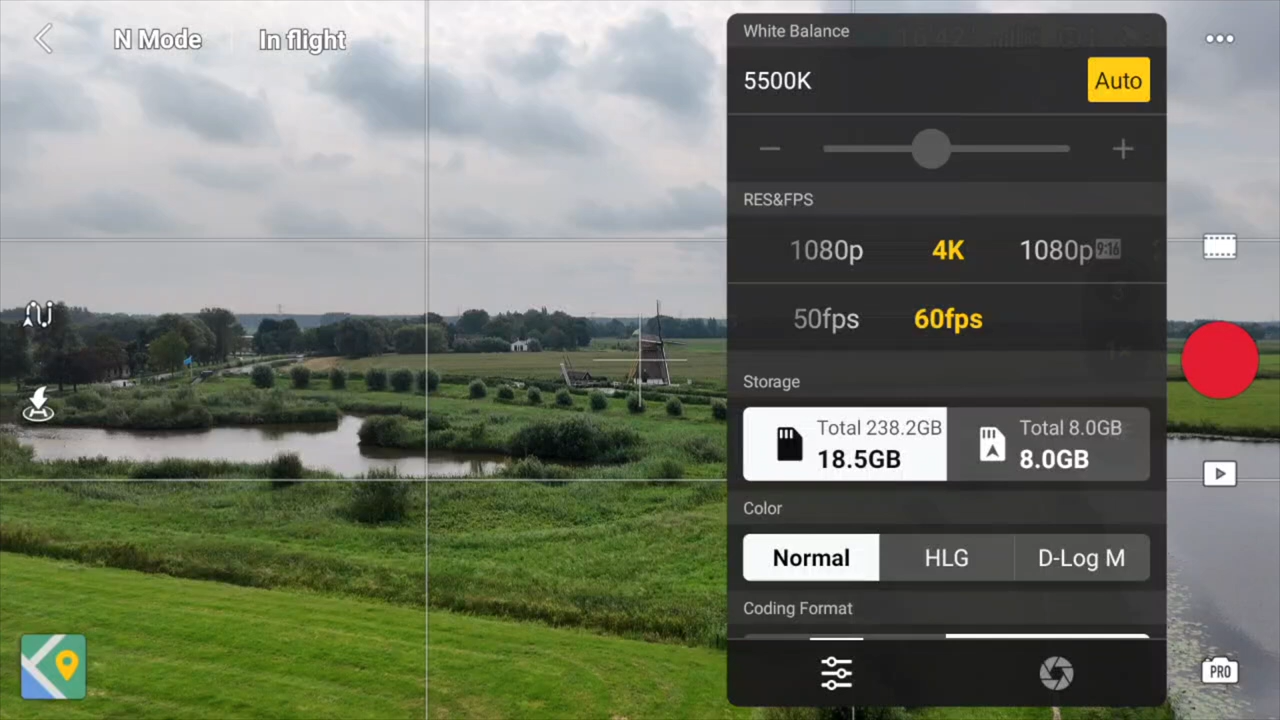 N Mode
In flight
White Balance
5500K
Auto
RES&FPS
1080p
4K
1080p 9:16
50fps
60fps
Storage
Total 238.2GB
18.5GB
Total 8.0GB
8.0GB
Color
Normal
HLG
D-Log M
Coding Format
PRO